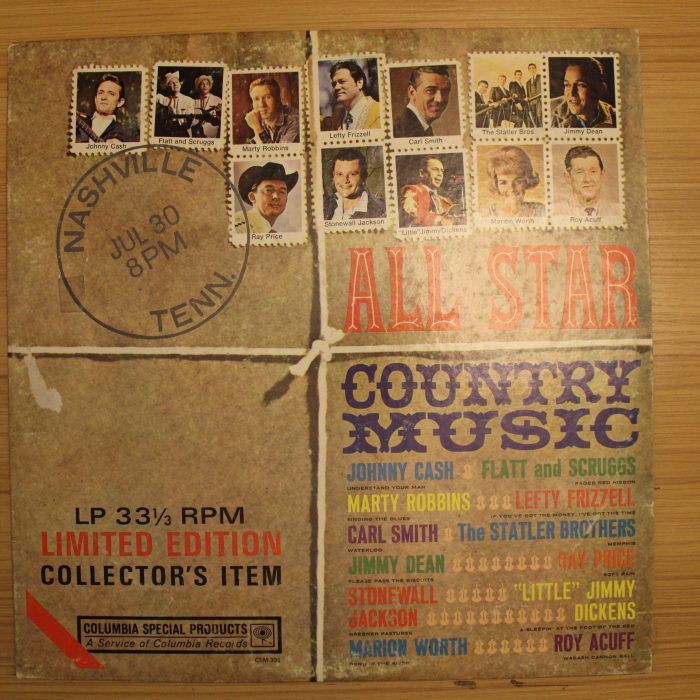 Johnny Cash
Flatt and Scruggs
Marty Robbins
Lefty Frizzell
Carl Smith
The Statler Bros.
Jimmy Dean
Ray Price
Stonewall Jackson
"Little" Jimmy Dickens
Marion Worth
Roy Acuff
NASHVILLE
JUL 30
8 PM
TENN.
ALL STAR
COUNTRY
MUSIC
JOHNNY CASH FLATT and SCRUGGS
UNDERSTAND YOUR MAN FADED RED RIBBON
MARTY ROBBINS LEFTY FRIZZELL
SINGING THE BLUES IF YOU'VE GOT THE MONEY, I'VE GOT THE TIME
CARL SMITH The STATLER BROTHERS
WATERLOO MEMPHIS
JIMMY DEAN RAY PRICE
PLEASE PASS THE BISCUITS SOFT RAIN
STONEWALL "LITTLE" JIMMY
JACKSON DICKENS
GREENER PASTURES A-SLEEPIN' AT THE FOOT OF THE BED
MARION WORTH ROY ACUFF
WABASH CANNON BALL
LP 33⅓ RPM
LIMITED EDITION
COLLECTOR'S ITEM
COLUMBIA SPECIAL PRODUCTS
A Service of Columbia Records